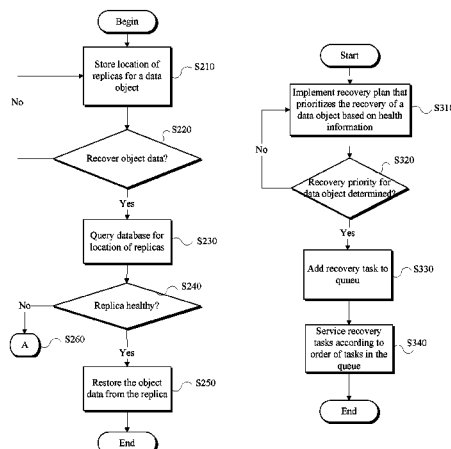 Begin
Store location of
replicas for a data
object
S210
No
S220
Recover object data?
Yes
Query database for
location of replicas
S230
S240
Replica healthy?
No
A
S260
Yes
Restore the object
data from the replica
S250
End
Start
Implement recovery plan that
prioritizes the recovery of a
data object based on health
information
S310
No
S320
Recovery priority for
data object determined?
Yes
Add recovery task to
queue
S330
Service recovery
tasks according to
order of tasks in the
queue
S340
End